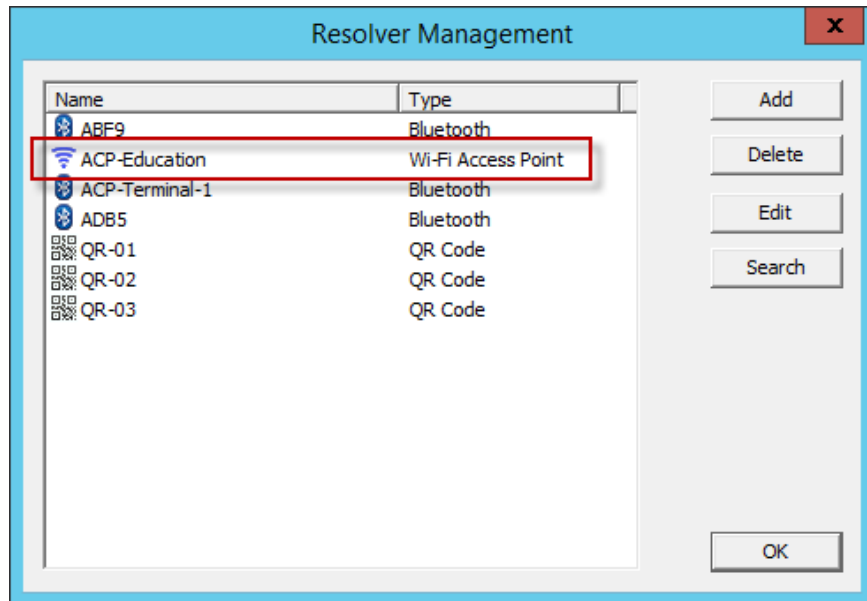 Resolver Management
x
Name Type
ABF9 Bluetooth
ACP-Education Wi-Fi Access Point
ACP-Terminal-1 Bluetooth
ADB5 Bluetooth
QR-01 QR Code
QR-02 QR Code
QR-03 QR Code
Add
Delete
Edit
Search
OK